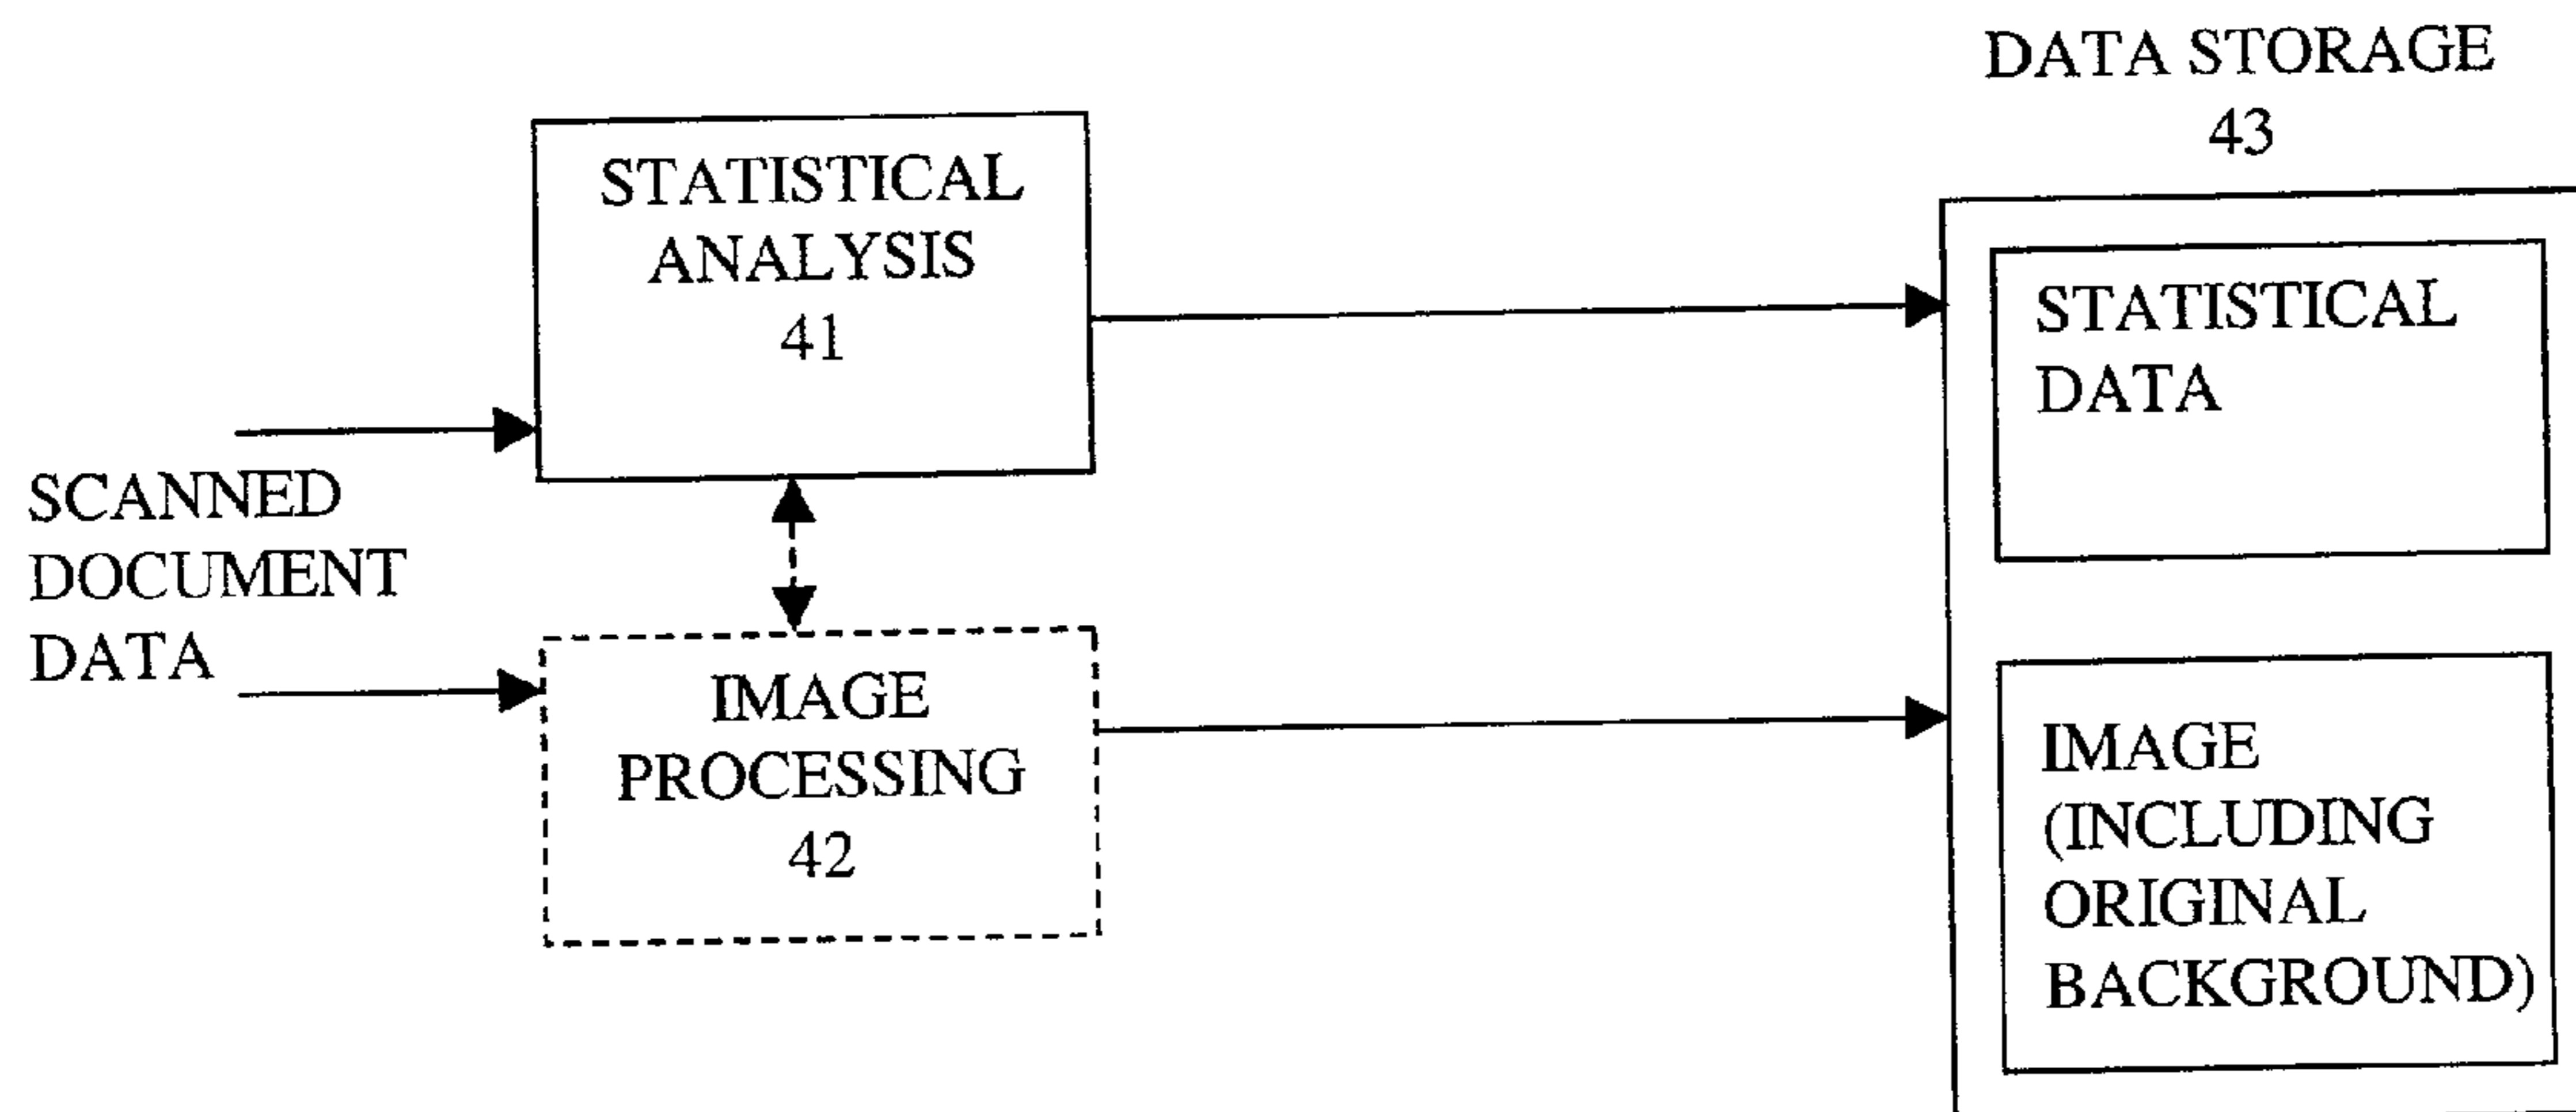 DATA STORAGE
43
STATISTICAL
ANALYSIS
41
STATISTICAL
DATA
SCANNED
DOCUMENT
DATA
IMAGE
PROCESSING
42
IMAGE
(INCLUDING
ORIGINAL
BACKGROUND)